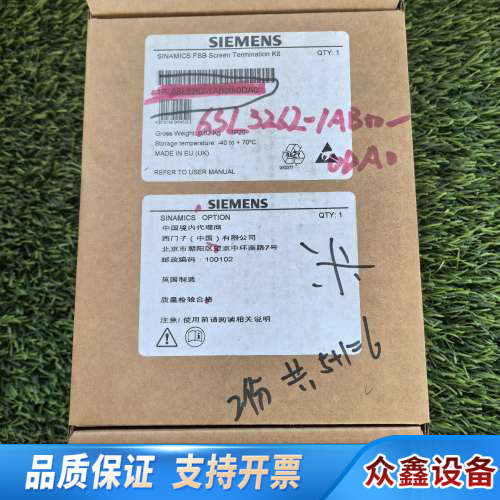 SIEMENS
SINAMICS FSB Screen Termination Kit
QTY: 1
6SL3262-1AB00-
0DA0
Gross Weight:
Storage temperature: -40 to + 70°C
MADE IN EU (UK)
REFER TO USER MANUAL
SIEMENS
SINAMICS OPTION
QTY: 1
中国境内代理商
西门子（中国）有限公司
北京市朝阳区望京中环南路7号
邮政编码：100102
英国制造
质量检验合格
注意! 使用前请阅读相关说明
共5+1=6
品质保证 支持开票
众鑫设备